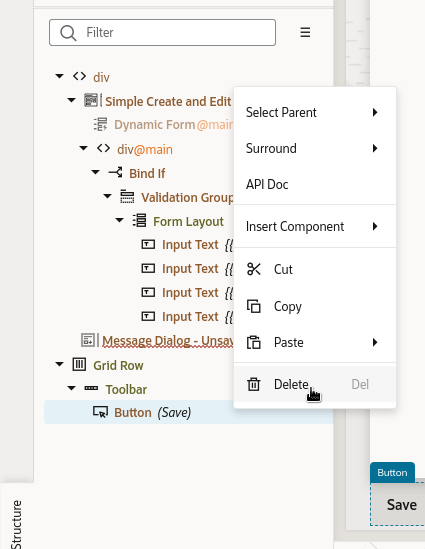 Filter
div
Simple Create and Edit
Dynamic Form @main
div@main
Bind If
Validation Group
Form Layout
Input Text {{
Input Text {{
Input Text {{
Input Text {{
Message Dialog - Unsav
Grid Row
Toolbar
Button (Save)
Select Parent
Surround
API Doc
Insert Component
Cut
Copy
Paste
Delete Del
Button
Save
Structure